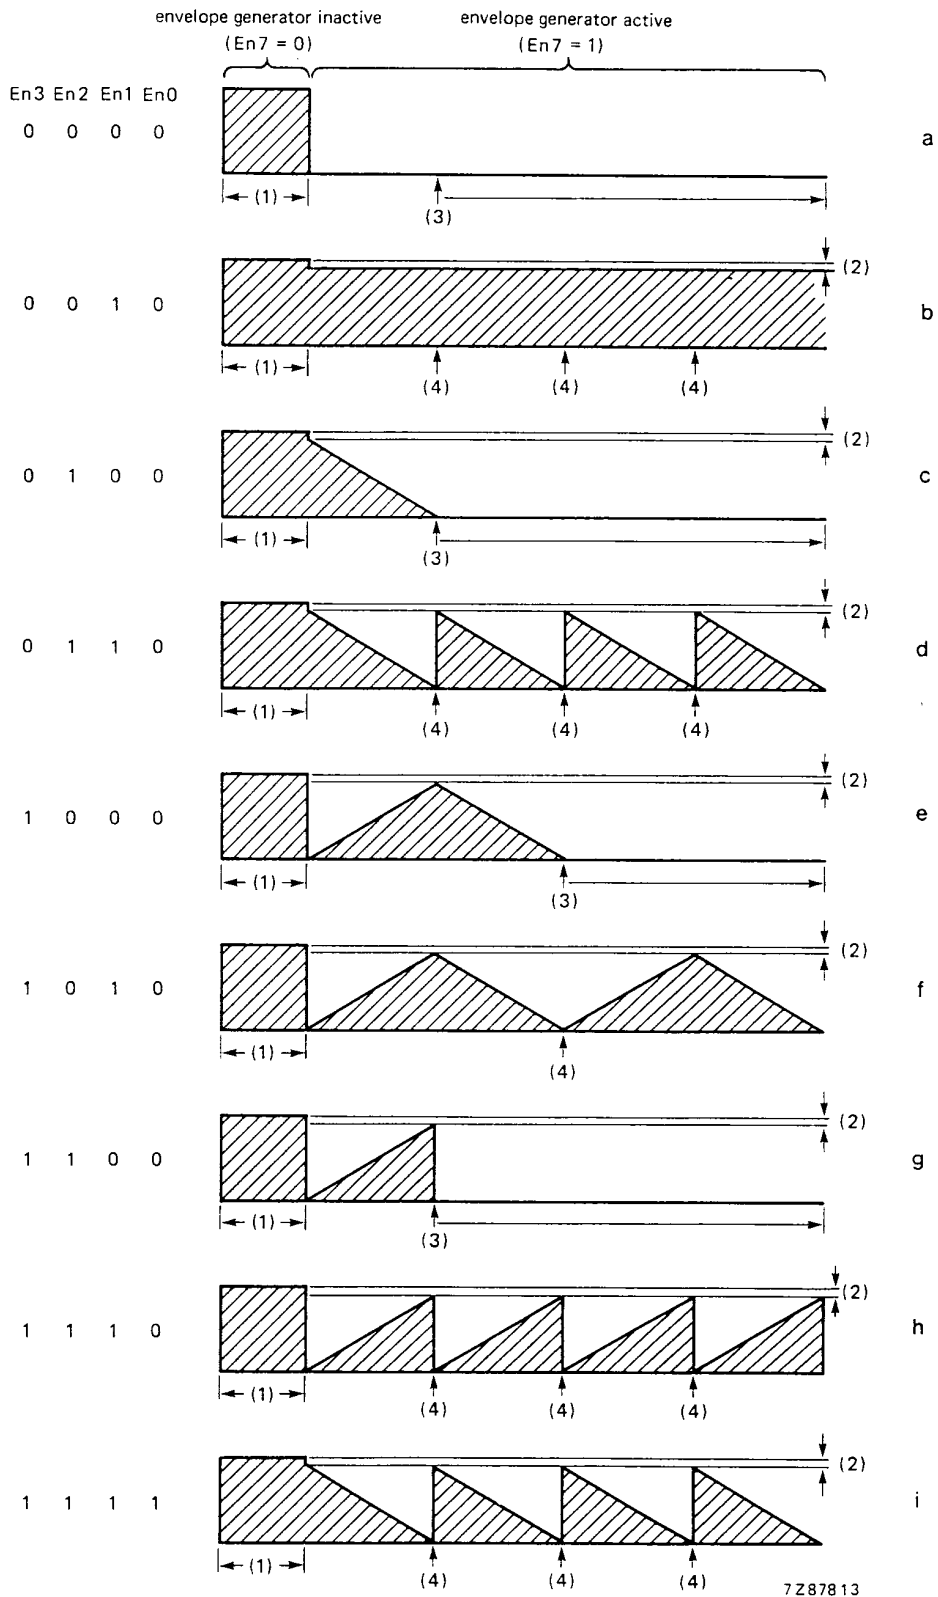 envelope generator inactive envelope generator active
(En7 = 0) (En7 = 1)
En3 En2 En1 En0
0 0 0 0 a
(1) (3)
(2)
0 0 1 0 b
(1) (4) (4) (4)
(2)
0 1 0 0 c
(1) (3)
(2)
0 1 1 0 d
(1) (4) (4) (4)
(2)
1 0 0 0 e
(1) (3)
(2)
1 0 1 0 f
(1) (4)
(2)
1 1 0 0 g
(1) (3)
(2)
1 1 1 0 h
(1) (4) (4) (4)
(2)
1 1 1 1 i
(1) (4) (4) (4)
7Z87813